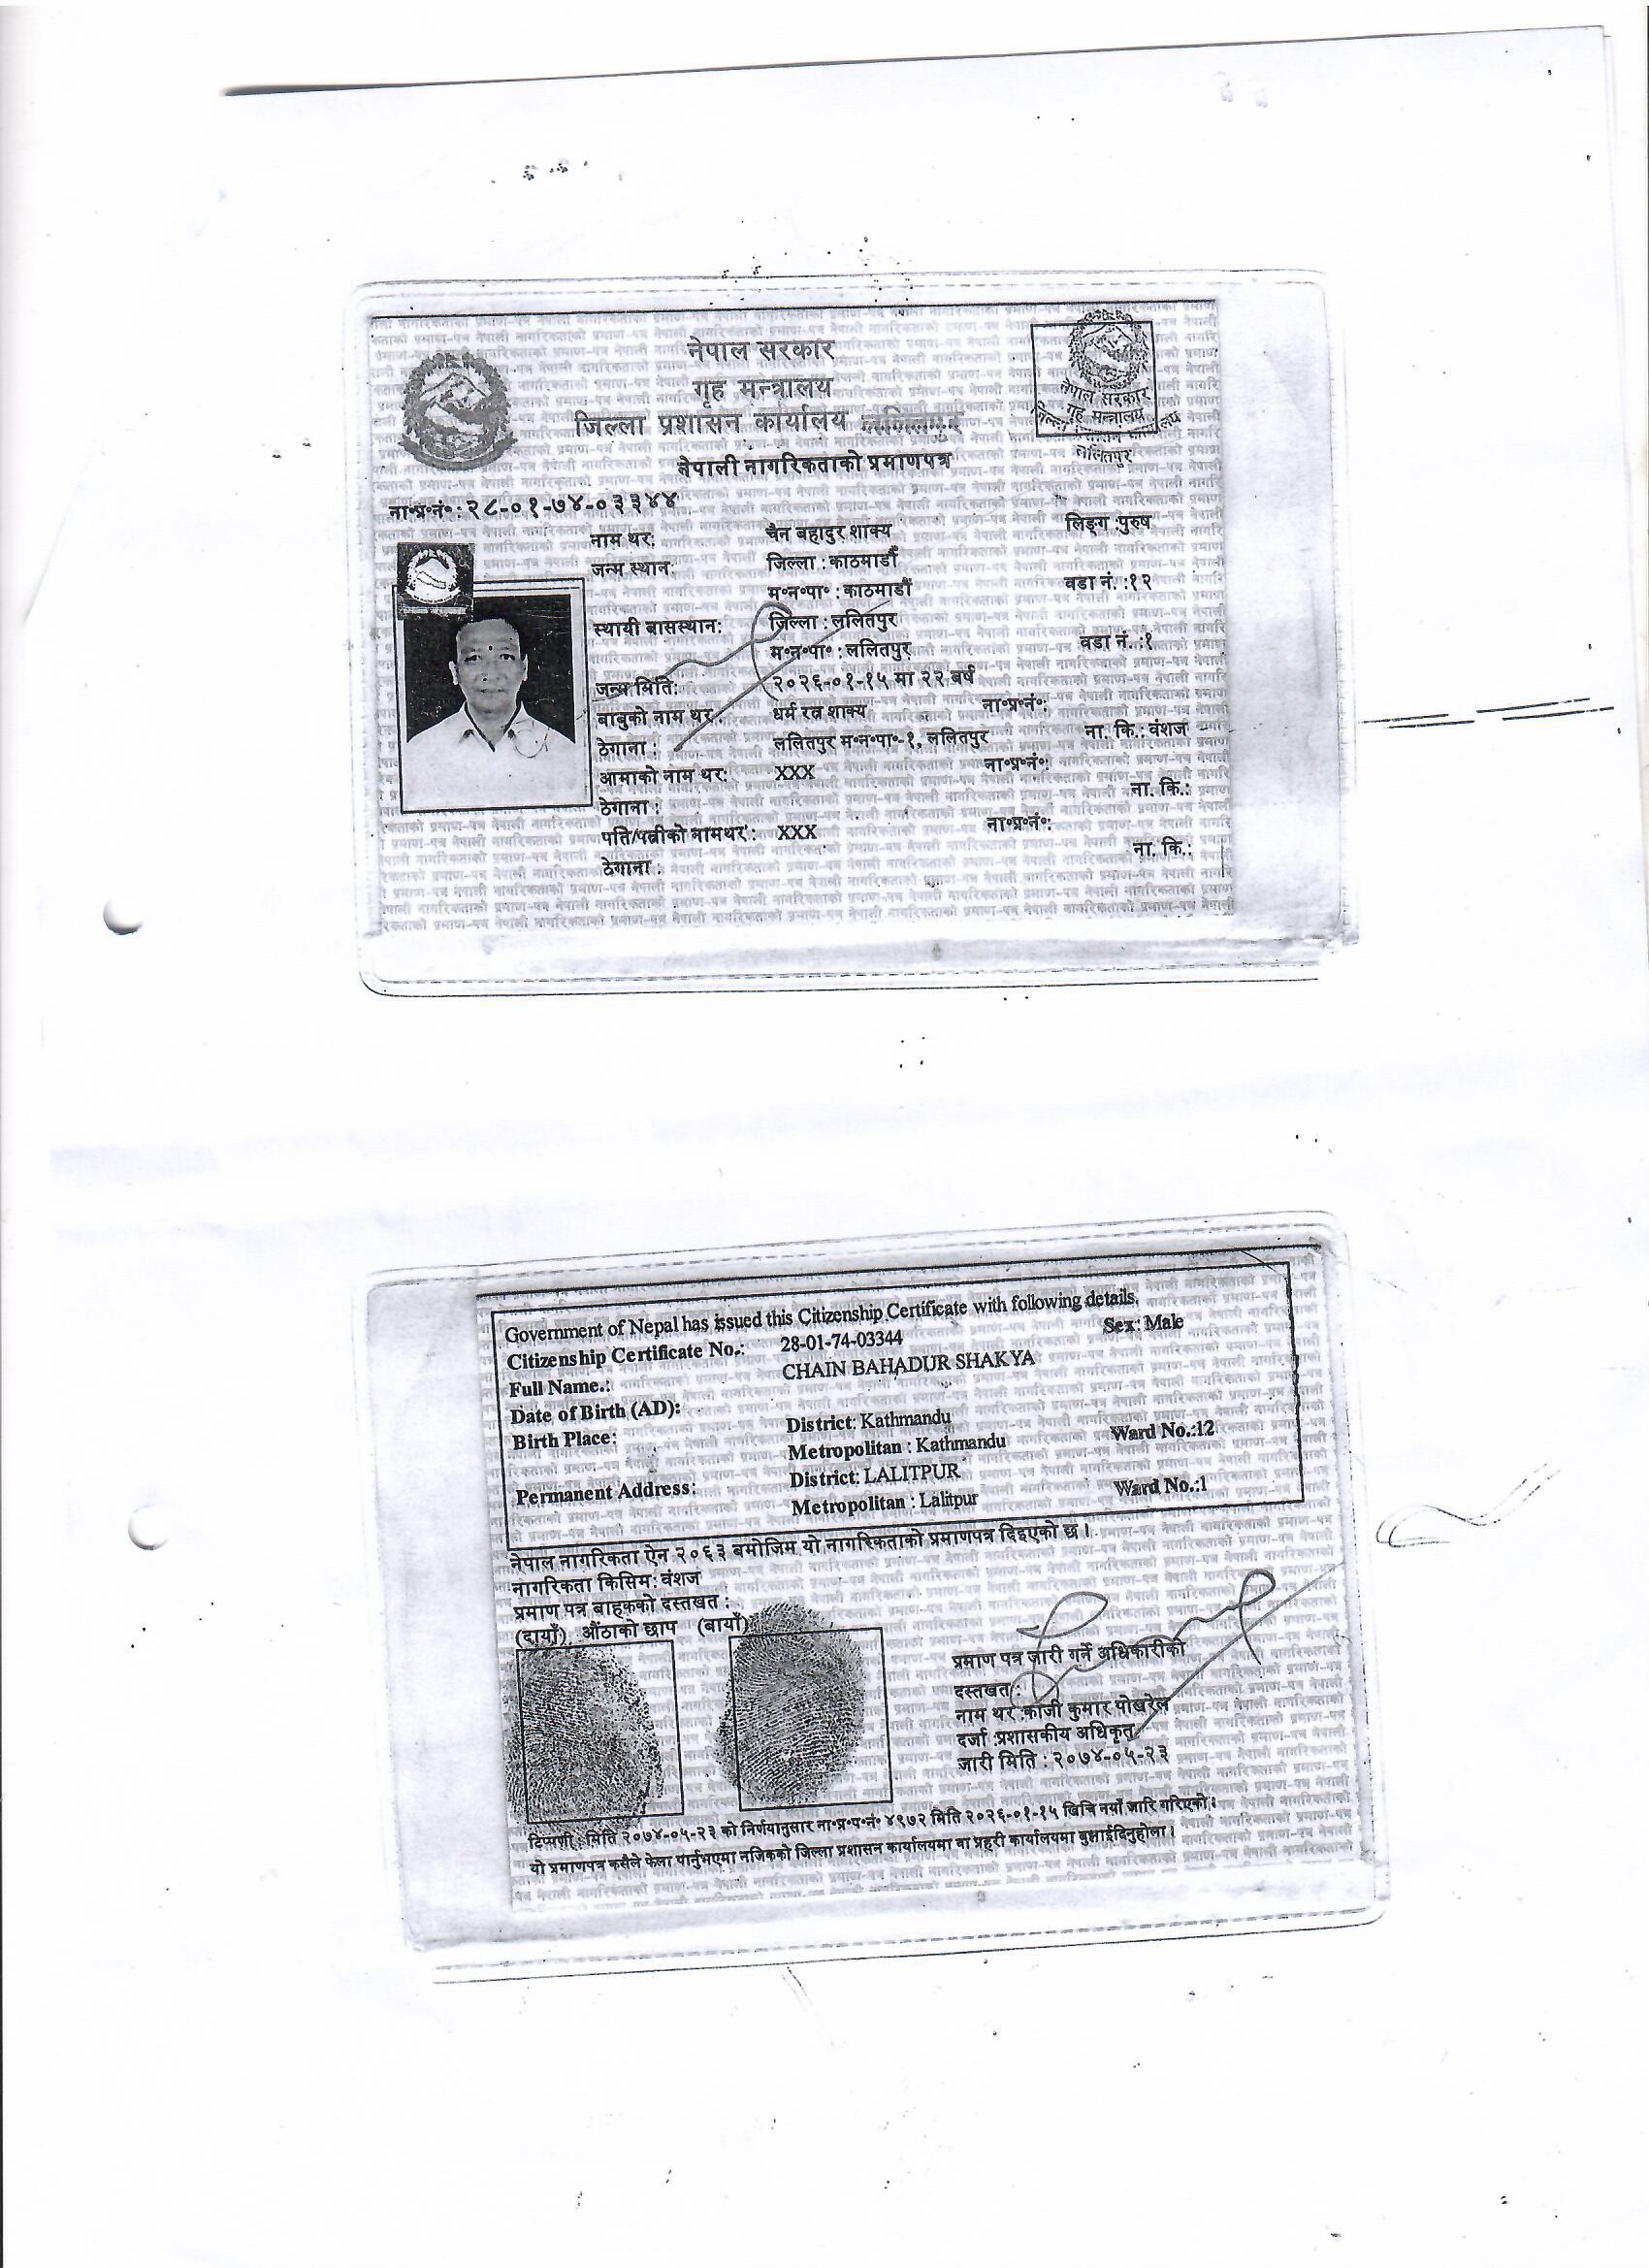 नेपाल सरकार
गृह मन्त्रालय
जिल्ला प्रशासन कार्यालय ललितपुर
नेपाली नागरिकताको प्रमाणपत्र
नेपाल सरकार
गृह मन्त्रालय
ललितपुर
ना॰प्र॰नं॰ : २८-०१-७४-०३३४४
नाम थर: चैन बहादुर शाक्य लिङ्ग :पुरुष
जन्म स्थान: जिल्ला : काठमाडौँ
म॰न॰पा॰ : काठमाडौं वडा नं. :१२
स्थायी बासस्थान: जिल्ला : ललितपुर
म॰न॰पा॰ : ललितपुर वडा नं. :१
जन्म मिति: २०२६-०१-१५ मा २२ बर्ष
बाबुको नाम थर : धर्म रत्न शाक्य ना॰प्र॰नं॰:
ठेगाना : ललितपुर म॰न॰पा॰-१, ललितपुर ना. कि.: वंशज
आमाको नाम थर: XXX ना॰प्र॰नं॰:
ठेगाना : ना. कि.:
पति/पत्नीको नामथर : XXX ना॰प्र॰नं॰:
ठेगाना : ना. कि.:
Government of Nepal has issued this Citizenship Certificate with following details.
Citizenship Certificate No.: 28-01-74-03344 Sex: Male
Full Name.: CHAIN BAHADUR SHAKYA
Date of Birth (AD):
Birth Place: District: Kathmandu
Metropolitan : Kathmandu Ward No.:12
Permanent Address: District: LALITPUR
Metropolitan : Lalitpur Ward No.:1
नेपाल नागरिकता ऐन २०६३ बमोजिम यो नागरिकताको प्रमाणपत्र दिइएको छ।
नागरिकता किसिम: वंशज
प्रमाण पत्र बाहकको दस्तखत :
(दायाँ) औंठाको छाप (बायाँ)
प्रमाण पत्र जारी गर्ने अधिकारीको
दस्तखत :
नाम थर :काजी कुमार पोखरेल
दर्जा :प्रशासकीय अधिकृत
जारी मिति : २०७४-०५-२३
टिप्पणी : मिति २०७४-०५-२३ को निर्णयानुसार ना॰प्र॰प॰नं॰ ४९७२ मिति २०२६-०१-१५ खिचि नयाँ जारि गरिएको।
यो प्रमाणपत्र कसैले फेला पार्नुभएमा नजिकको जिल्ला प्रशासन कार्यालयमा वा प्रहरी कार्यालयमा बुझाईदिनुहोला।